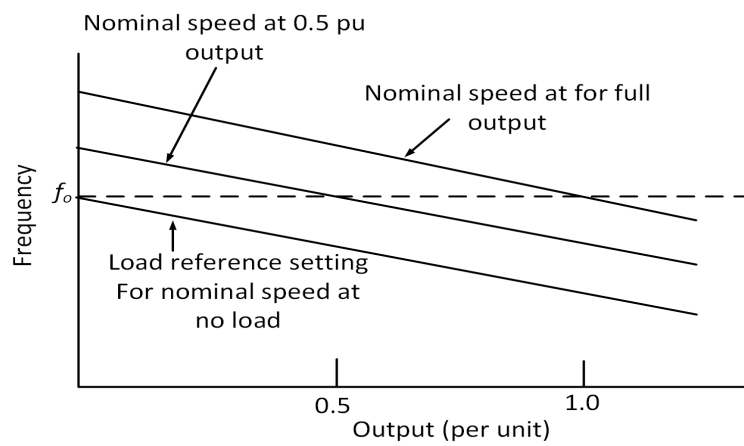 Nominal speed at 0.5 pu
output
Nominal speed at for full
output
Frequency
fo
Load reference setting
For nominal speed at
no load
0.5
1.0
Output (per unit)